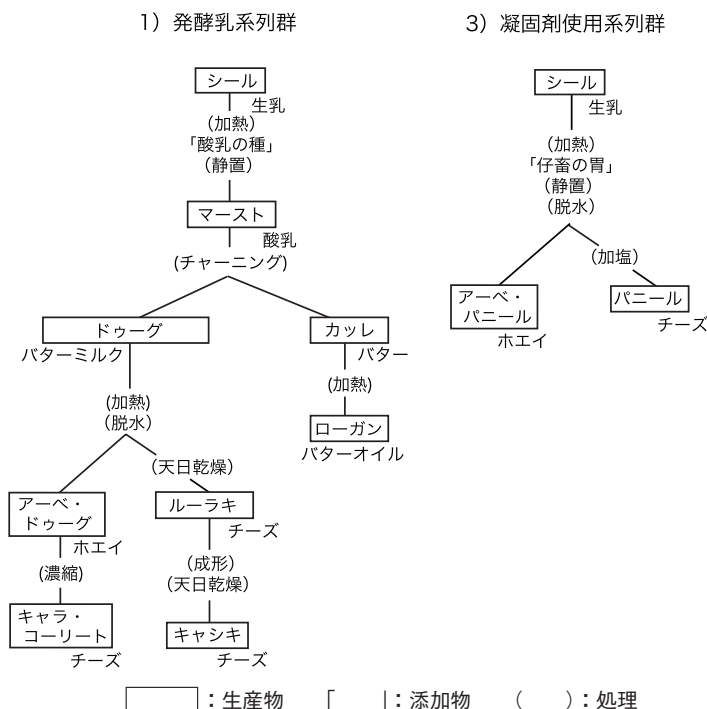 1）発酵乳系列群
シール
生乳
（加熱）
「酸乳の種」
（静置）
マースト
酸乳
(チャーニング)
ドゥーグ
バターミルク
(加熱)
（脱水）
アーベ・
ドゥーグ
ホエイ
(濃縮)
キャラ・
コーリート
チーズ
（天日乾燥）
ルーラキ
チーズ
（成形）
（天日乾燥）
キャシキ
チーズ
カッレ
バター
(加熱)
ローガン
バターオイル
3）凝固剤使用系列群
シール
生乳
（加熱）
「仔畜の胃」
（静置）
（脱水）
アーベ・
パニール
ホエイ
（加塩）
パニール
チーズ
：生産物 「 」：添加物 （ ）：処理